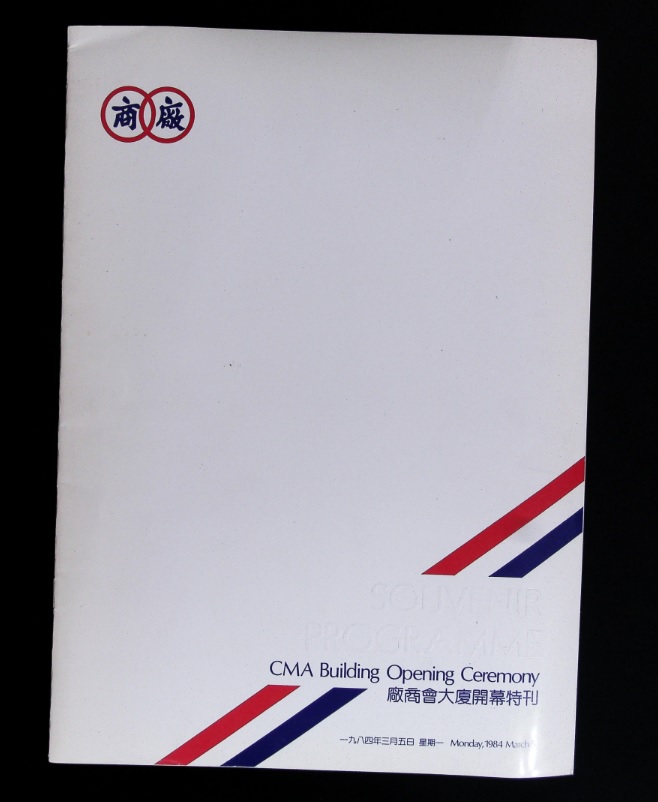 商廠
SOUVENIR
PROGRAMME
CMA Building Opening Ceremony
廠商會大廈開幕特刊
一九八四年三月五日 星期一 Monday, 1984 March